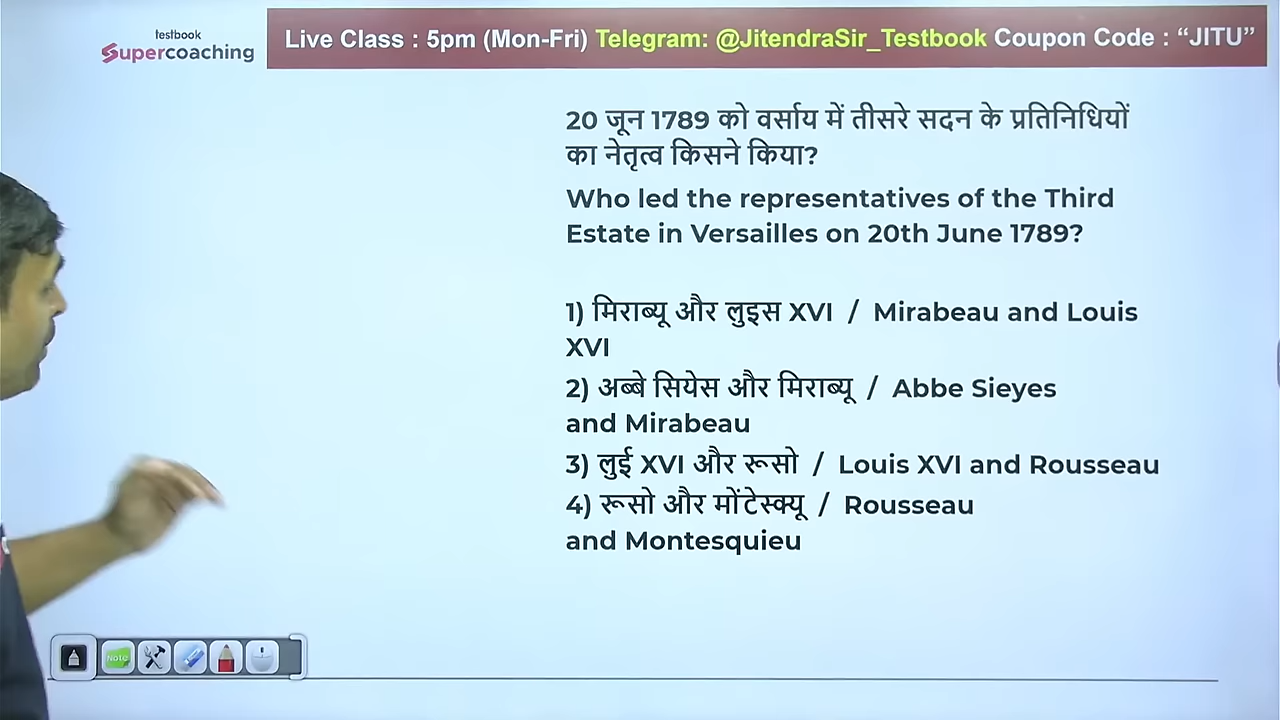 testbook
Supercoaching
Live Class : 5pm (Mon-Fri) Telegram: @JitendraSir_Testbook Coupon Code : “JITU”
20 जून 1789 को वर्साय में तीसरे सदन के प्रतिनिधियों
का नेतृत्व किसने किया?
Who led the representatives of the Third
Estate in Versailles on 20th June 1789?
1) मिराब्यू और लुइस XVI / Mirabeau and Louis
XVI
2) अब्बे सियेस और मिराब्यू / Abbe Sieyes
and Mirabeau
3) लुई XVI और रूसो / Louis XVI and Rousseau
4) रूसो और मोंटेस्क्यू / Rousseau
and Montesquieu
Note